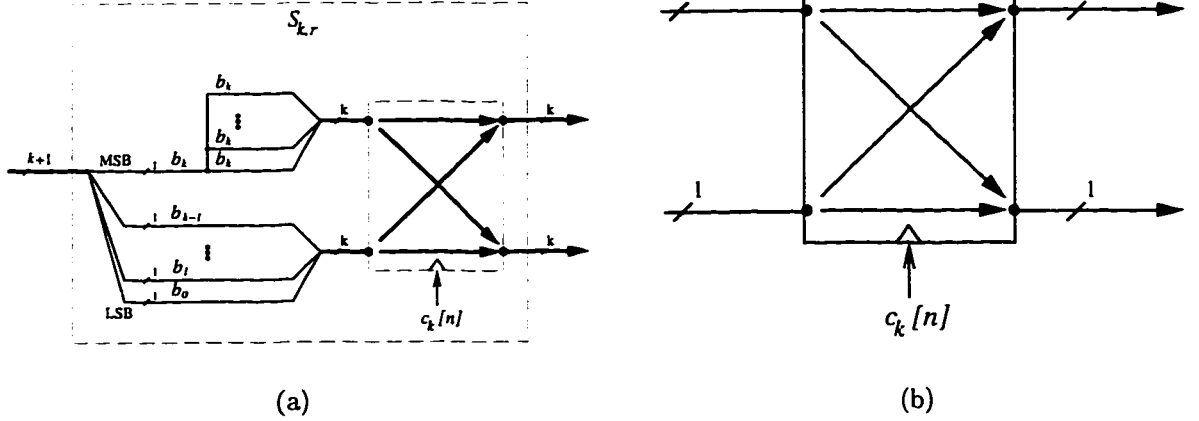 S_{k,r}
b_k
k
k
b_k
k+1
MSB
1
b_k
b_k
1
b_{k-1}
k
k
1
b_1
1
b_0
LSB
c_k[n]
1
1
c_k[n]
(a)
(b)